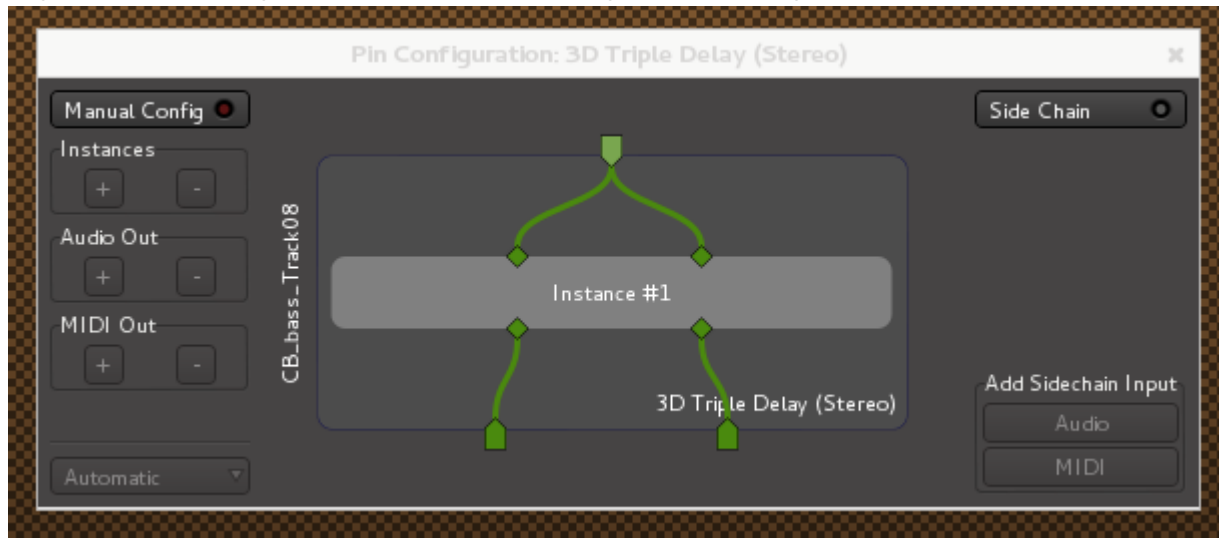 Pin Configuration: 3D Triple Delay (Stereo)
Manual Config
Side Chain
Instances
+ -
Audio Out
+ -
MIDI Out
+ -
Automatic
CB_bass_Track08
Instance #1
3D Triple Delay (Stereo)
Add Sidechain Input
Audio
MIDI